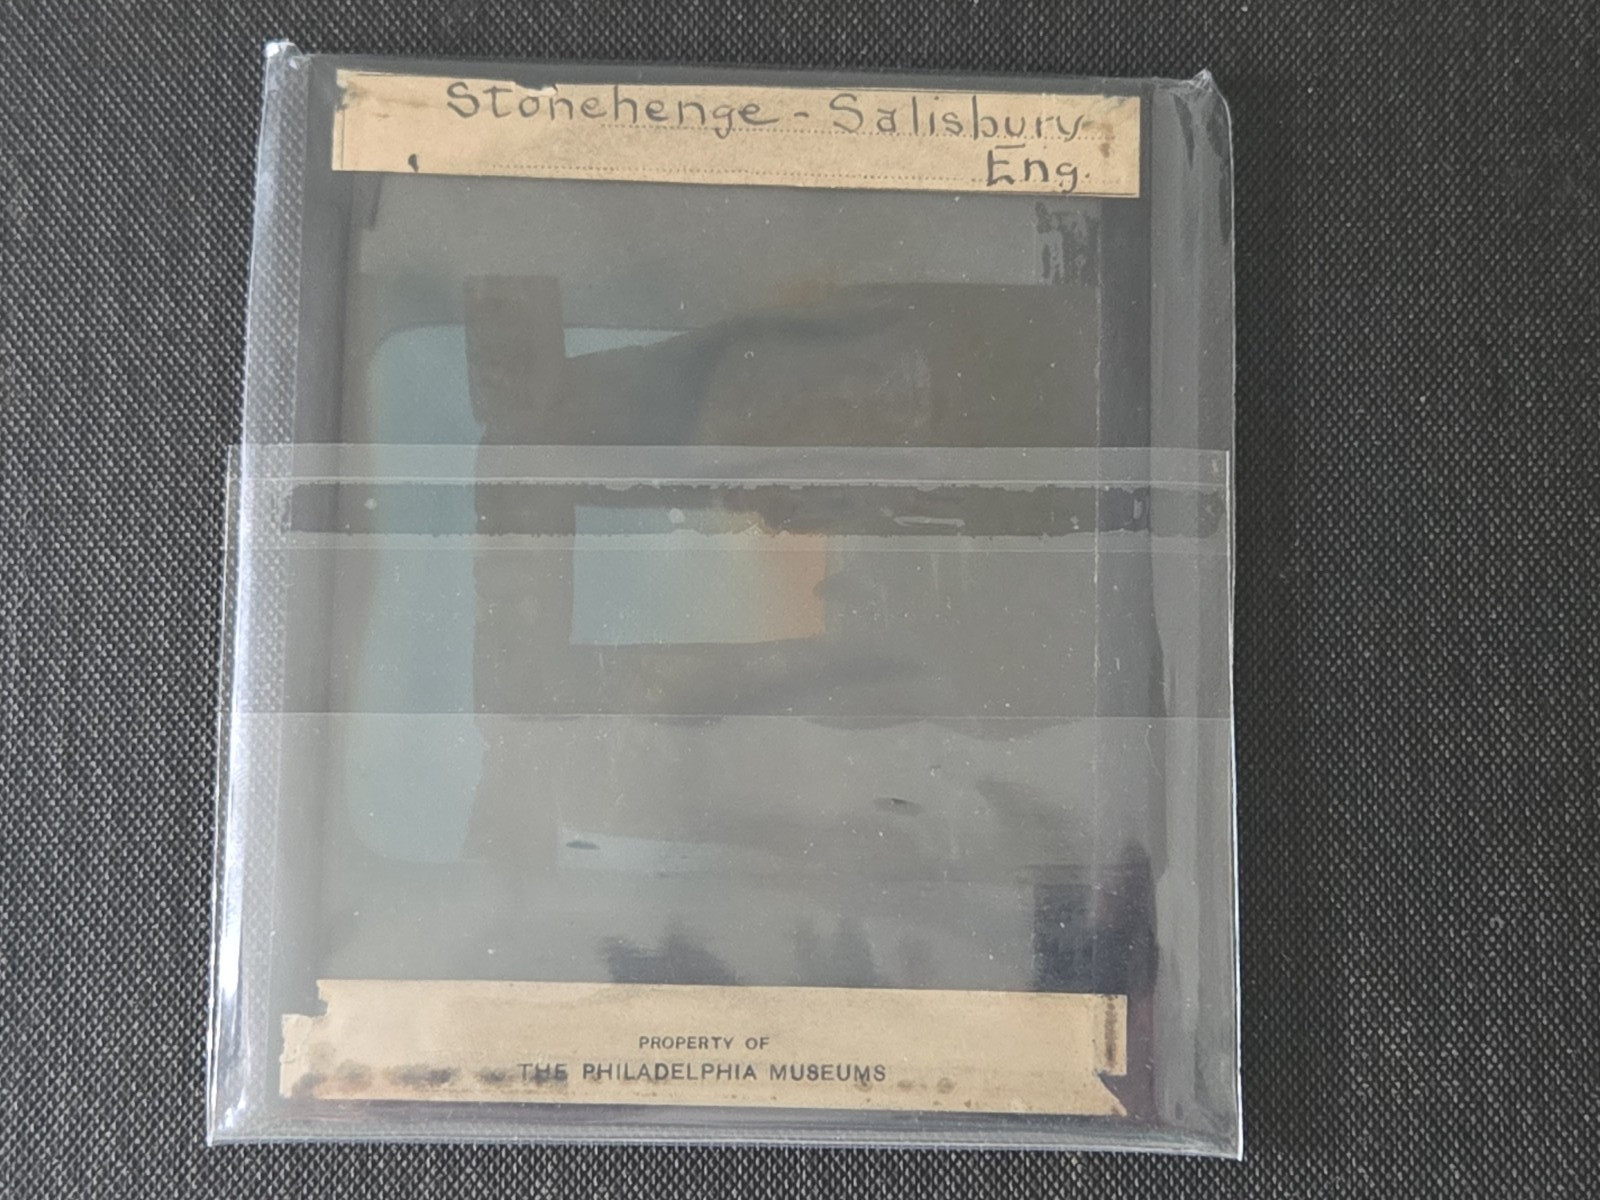 Stonehenge - Salisbury
Eng.
PROPERTY OF
THE PHILADELPHIA MUSEUMS